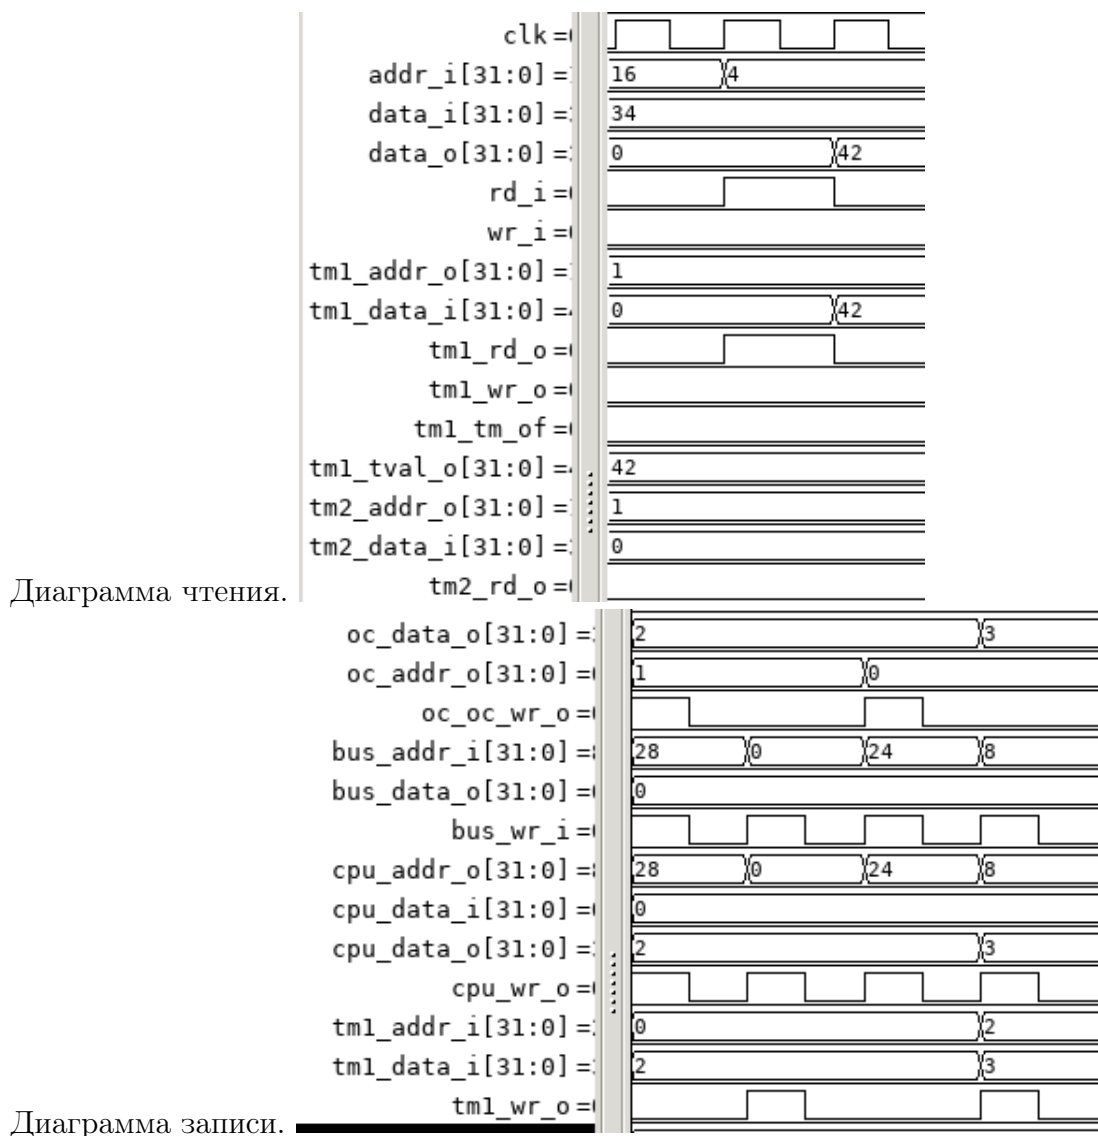 clk =
addr_i[31:0] = 16 4
data_i[31:0] = 34
data_o[31:0] = 0 42
rd_i =
wr_i =
tm1_addr_o[31:0] = 1
tm1_data_i[31:0] = 0 42
tm1_rd_o =
tm1_wr_o =
tm1_tm_of =
tm1_tval_o[31:0] = 42
tm2_addr_o[31:0] = 1
tm2_data_i[31:0] = 0
tm2_rd_o =
Диаграмма чтения.
oc_data_o[31:0] = 2 3
oc_addr_o[31:0] = 1 0
oc_oc_wr_o =
bus_addr_i[31:0] = 28 0 24 8
bus_data_o[31:0] = 0
bus_wr_i =
cpu_addr_o[31:0] = 28 0 24 8
cpu_data_i[31:0] = 0
cpu_data_o[31:0] = 2 3
cpu_wr_o =
tm1_addr_i[31:0] = 0 2
tm1_data_i[31:0] = 2 3
tm1_wr_o =
Диаграмма записи.